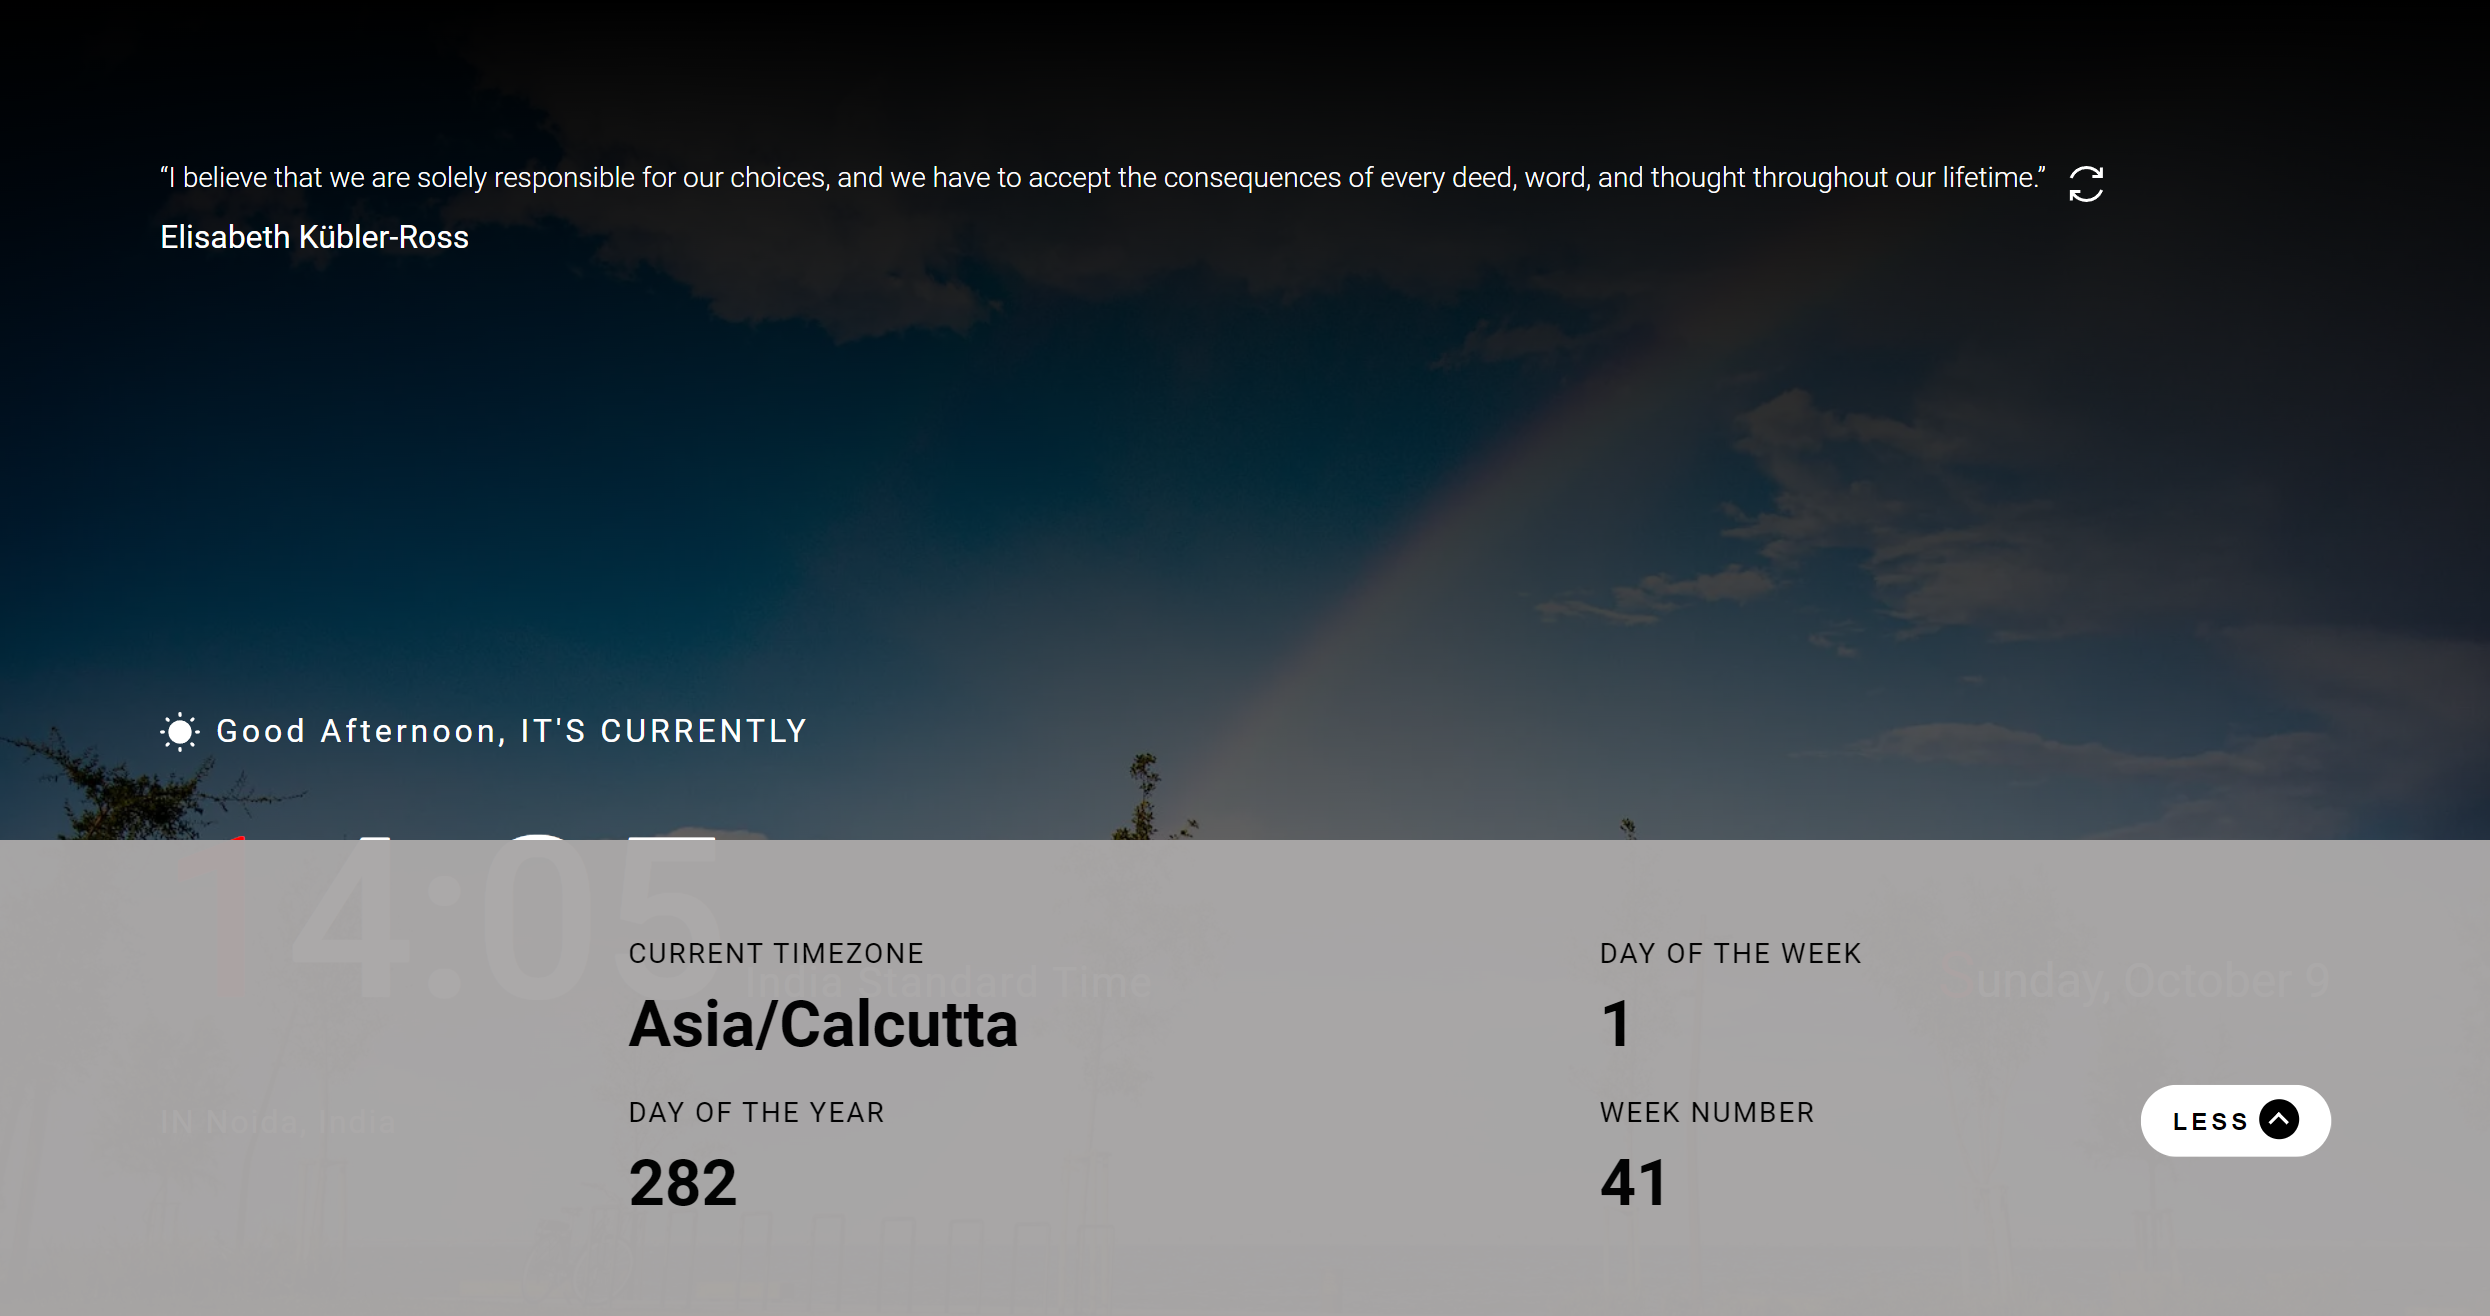 “I believe that we are solely responsible for our choices, and we have to accept the consequences of every deed, word, and thought throughout our lifetime.”
Elisabeth Kübler-Ross
Good Afternoon, IT'S CURRENTLY
14:05 India Standard Time
Sunday, October 9
IN Noida, India
CURRENT TIMEZONE
Asia/Calcutta
DAY OF THE YEAR
282
DAY OF THE WEEK
1
WEEK NUMBER
41
LESS